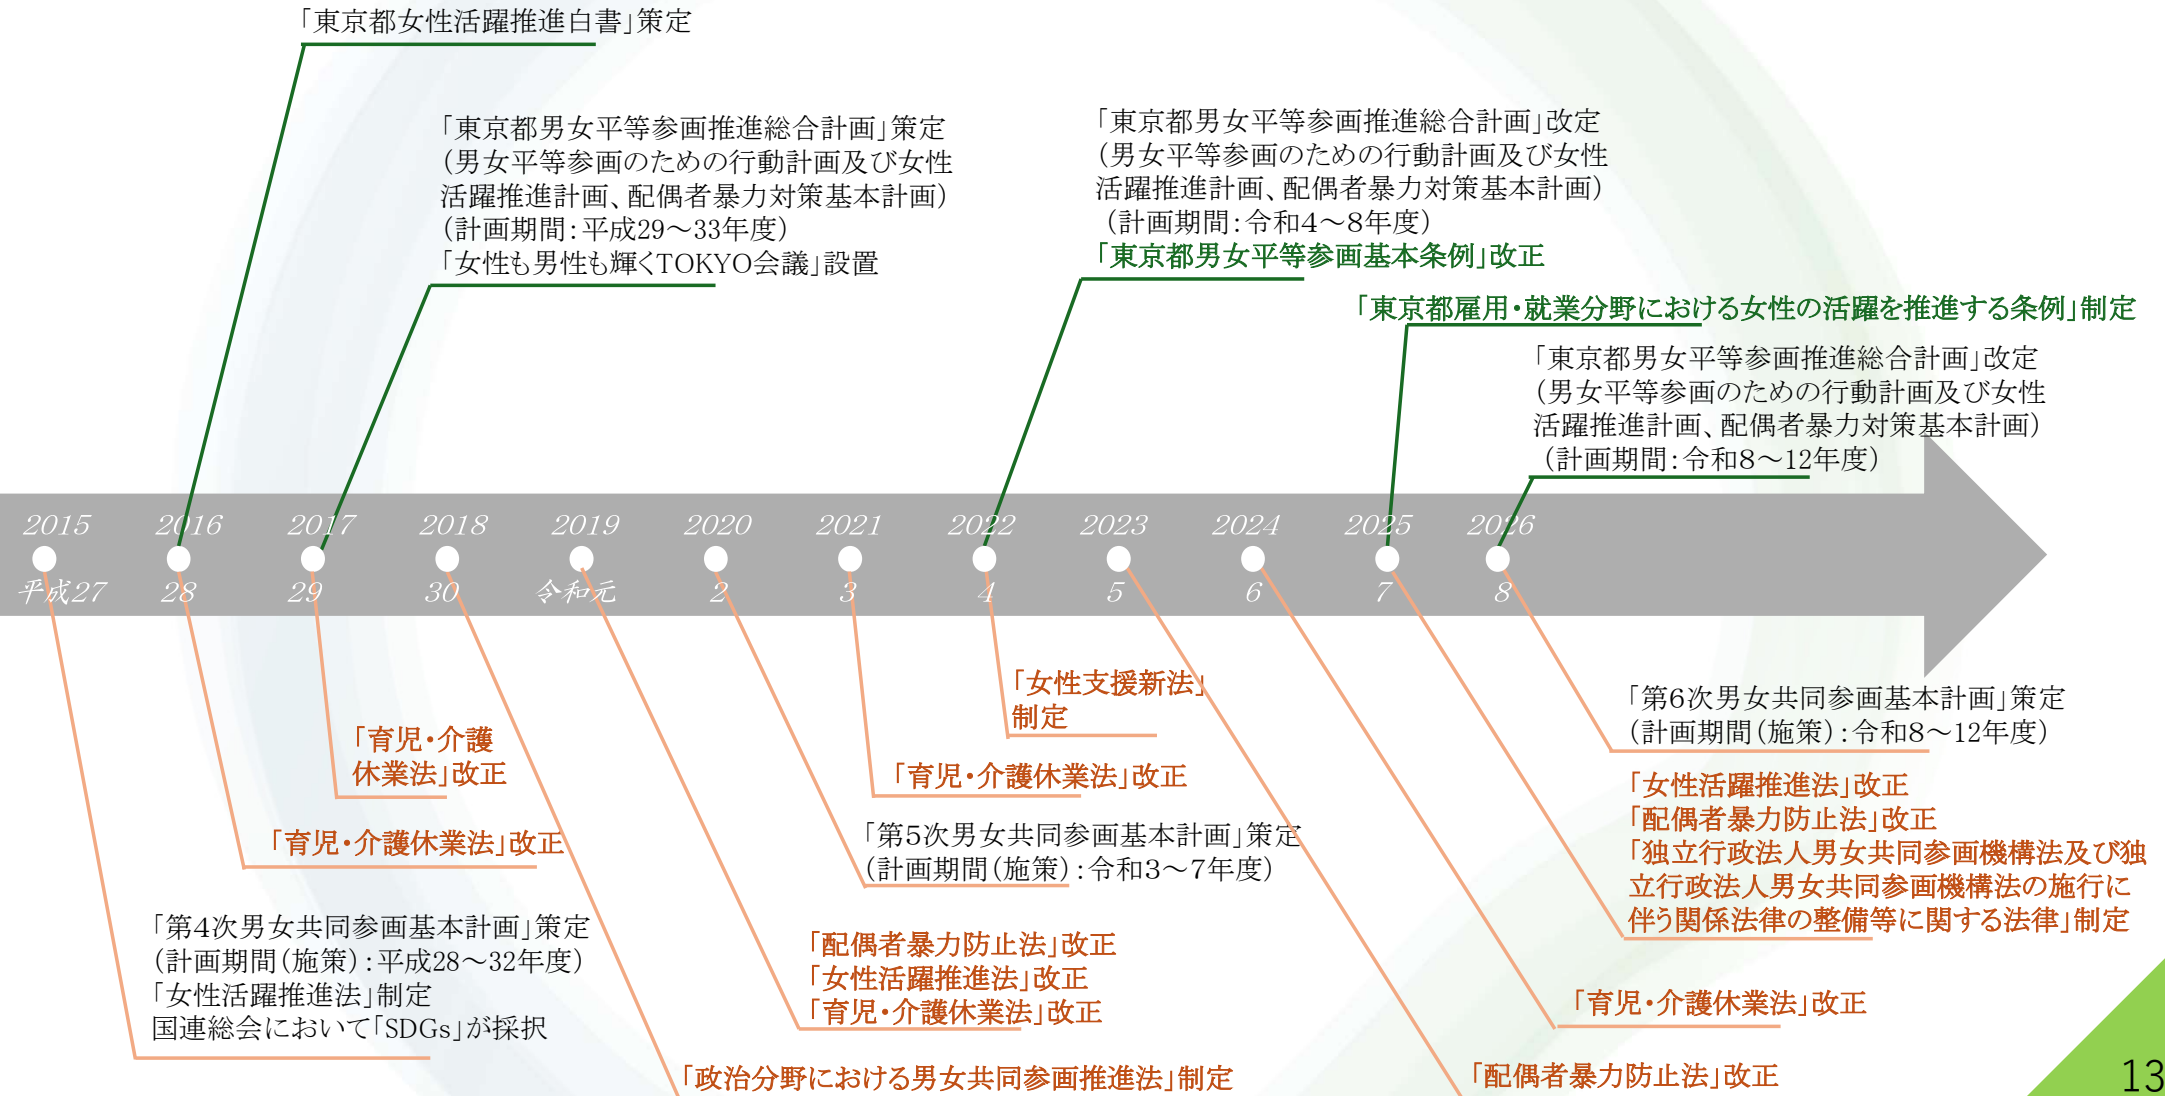 「東京都女性活躍推進白書」策定
「東京都男女平等参画推進総合計画」策定
（男女平等参画のための行動計画及び女性
活躍推進計画、配偶者暴力対策基本計画）
（計画期間：平成29～33年度）
「女性も男性も輝くTOKYO会議」設置
「東京都男女平等参画推進総合計画」改定
（男女平等参画のための行動計画及び女性
活躍推進計画、配偶者暴力対策基本計画）
（計画期間：令和4～8年度）
「東京都男女平等参画基本条例」改正
「東京都雇用・就業分野における女性の活躍を推進する条例」制定
「東京都男女平等参画推進総合計画」改定
（男女平等参画のための行動計画及び女性
活躍推進計画、配偶者暴力対策基本計画）
（計画期間：令和8～12年度）
2015 2016 2017 2018 2019 2020 2021 2022 2023 2024 2025 2026
平成27 28 29 30 令和元 2 3 4 5 6 7 8
「女性支援新法」
制定
「第6次男女共同参画基本計画」策定
（計画期間（施策）：令和8～12年度）
「育児・介護
休業法」改正
「育児・介護休業法」改正
「女性活躍推進法」改正
「配偶者暴力防止法」改正
「独立行政法人男女共同参画機構法及び独
立行政法人男女共同参画機構法の施行に
伴う関係法律の整備等に関する法律」制定
「育児・介護休業法」改正
「第5次男女共同参画基本計画」策定
（計画期間（施策）：令和3～7年度）
「第4次男女共同参画基本計画」策定
（計画期間（施策）：平成28～32年度）
「女性活躍推進法」制定
国連総会において「SDGs」が採択
「配偶者暴力防止法」改正
「女性活躍推進法」改正
「育児・介護休業法」改正
「育児・介護休業法」改正
「政治分野における男女共同参画推進法」制定
「配偶者暴力防止法」改正
13